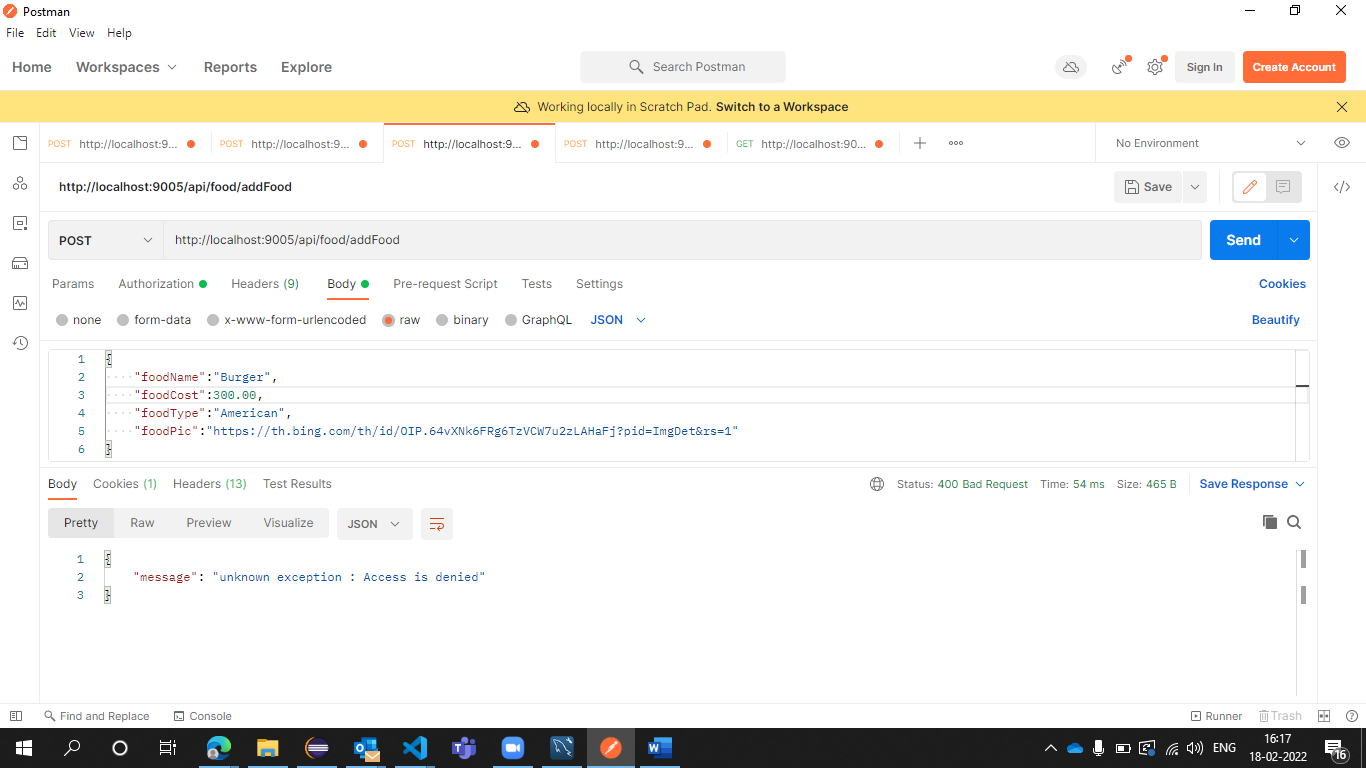 Postman
File Edit View Help
Home Workspaces Reports Explore Search Postman Sign In Create Account
Working locally in Scratch Pad. Switch to a Workspace
POST http://localhost:9... POST http://localhost:9... POST http://localhost:9... POST http://localhost:9... GET http://localhost:90... No Environment
http://localhost:9005/api/food/addFood Save
POST http://localhost:9005/api/food/addFood Send
Params Authorization Headers (9) Body Pre-request Script Tests Settings Cookies
none form-data x-www-form-urlencoded raw binary GraphQL JSON Beautify
1 {
2 "foodName":"Burger",
3 "foodCost":300.00,
4 "foodType":"American",
5 "foodPic":"https://th.bing.com/th/id/OIP.64vXNk6FRg6TzVCW7u2zLAHaFj?pid=ImgDet&rs=1"
6 }
Body Cookies (1) Headers (13) Test Results Status: 400 Bad Request Time: 54 ms Size: 465 B Save Response
Pretty Raw Preview Visualize JSON
1 {
2 "message": "unknown exception : Access is denied"
3 }
Find and Replace Console Runner Trash
ENG 16:17
18-02-2022 16